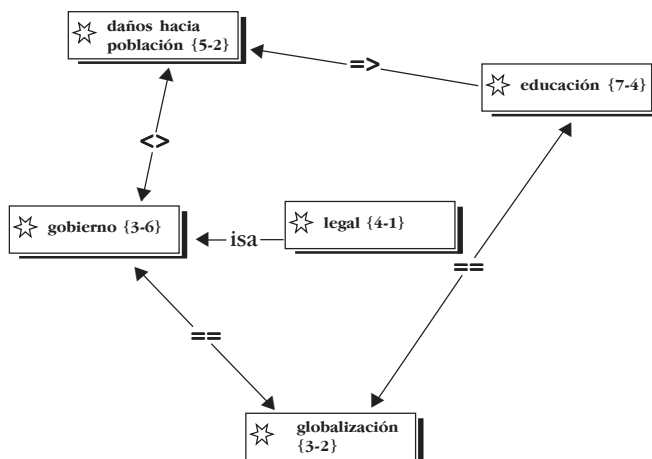 daños hacia
población {5-2}
=>
educación {7-4}
<>
gobierno {3-6}
isa
legal {4-1}
==
==
globalización
{3-2}